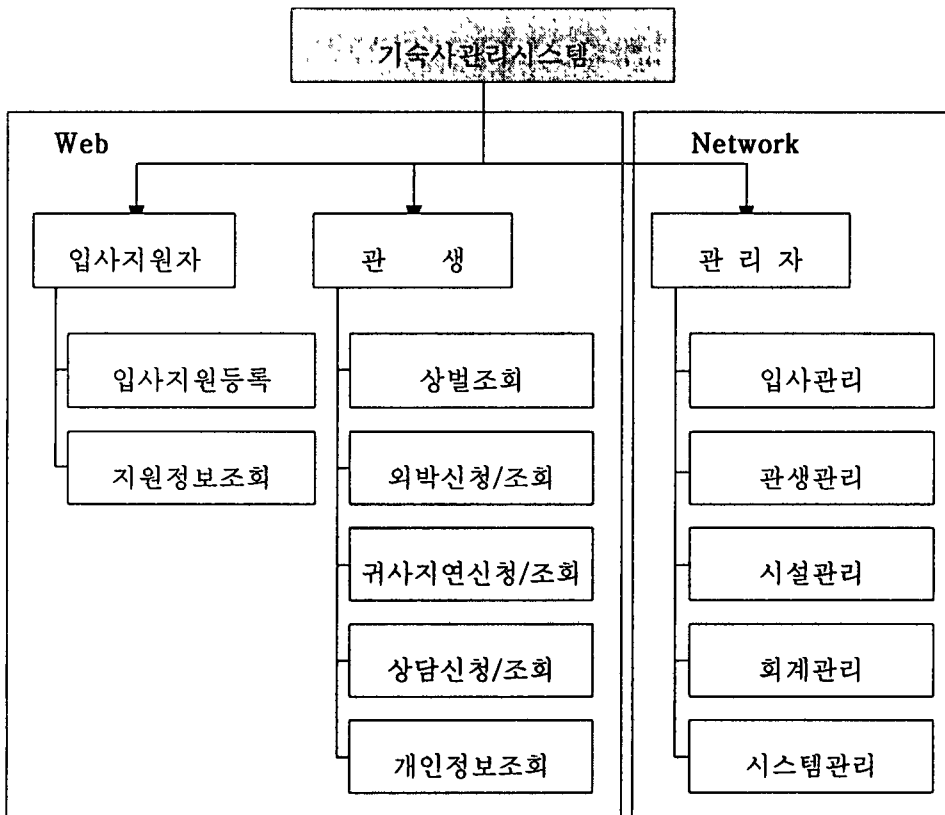 기숙사관리시스템
Web
Network
입사지원자
관 생
관 리 자
입사지원등록
지원정보조회
상벌조회
외박신청/조회
귀사지연신청/조회
상담신청/조회
개인정보조회
입사관리
관생관리
시설관리
회계관리
시스템관리